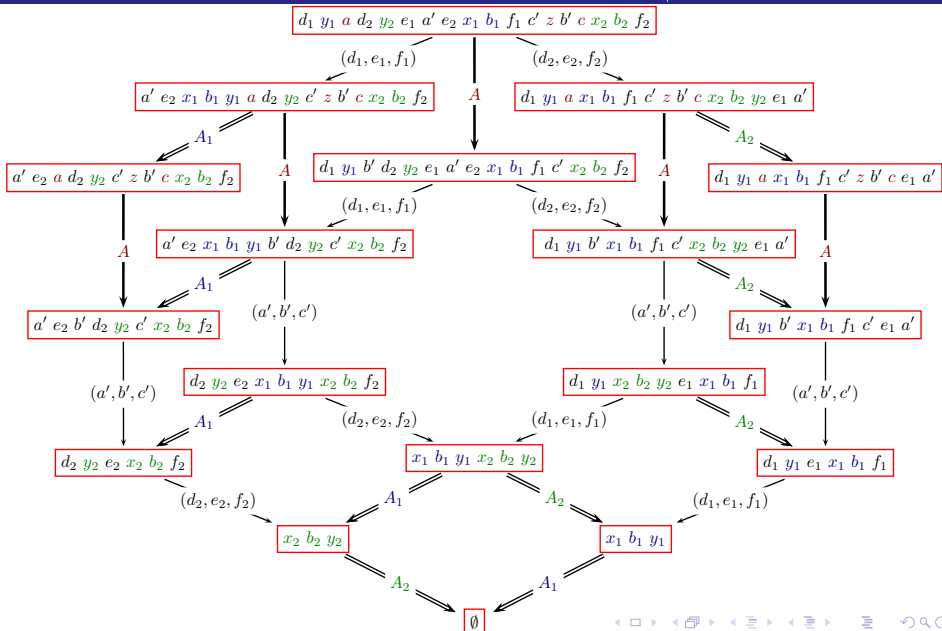 d₁ y₁ a d₂ y₂ e₁ a′ e₂ x₁ b₁ f₁ c′ z b′ c x₂ b₂ f₂
(d₁, e₁, f₁) (d₂, e₂, f₂)
a′ e₂ x₁ b₁ y₁ a d₂ y₂ c′ z b′ c x₂ b₂ f₂
A
d₁ y₁ a x₁ b₁ f₁ c′ z b′ c x₂ b₂ y₂ e₁ a′
A₁ A₂
a′ e₂ a d₂ y₂ c′ z b′ c x₂ b₂ f₂
A
d₁ y₁ b′ d₂ y₂ e₁ a′ e₂ x₁ b₁ f₁ c′ x₂ b₂ f₂
A
d₁ y₁ a x₁ b₁ f₁ c′ z b′ c e₁ a′
(d₁, e₁, f₁) (d₂, e₂, f₂)
A
a′ e₂ x₁ b₁ y₁ b′ d₂ y₂ c′ x₂ b₂ f₂
d₁ y₁ b′ x₁ b₁ f₁ c′ x₂ b₂ y₂ e₁ a′
A
A₁ A₂
(a′, b′, c′) (a′, b′, c′)
a′ e₂ b′ d₂ y₂ c′ x₂ b₂ f₂
d₁ y₁ b′ x₁ b₁ f₁ c′ e₁ a′
d₂ y₂ e₂ x₁ b₁ y₁ x₂ b₂ f₂
d₁ y₁ x₂ b₂ y₂ e₁ x₁ b₁ f₁
(a′, b′, c′) A₁ (d₂, e₂, f₂) (d₁, e₁, f₁) A₂ (a′, b′, c′)
d₂ y₂ e₂ x₂ b₂ f₂
x₁ b₁ y₁ x₂ b₂ y₂
d₁ y₁ e₁ x₁ b₁ f₁
(d₂, e₂, f₂) A₁ A₂ (d₁, e₁, f₁)
x₂ b₂ y₂
x₁ b₁ y₁
A₂ A₁
∅